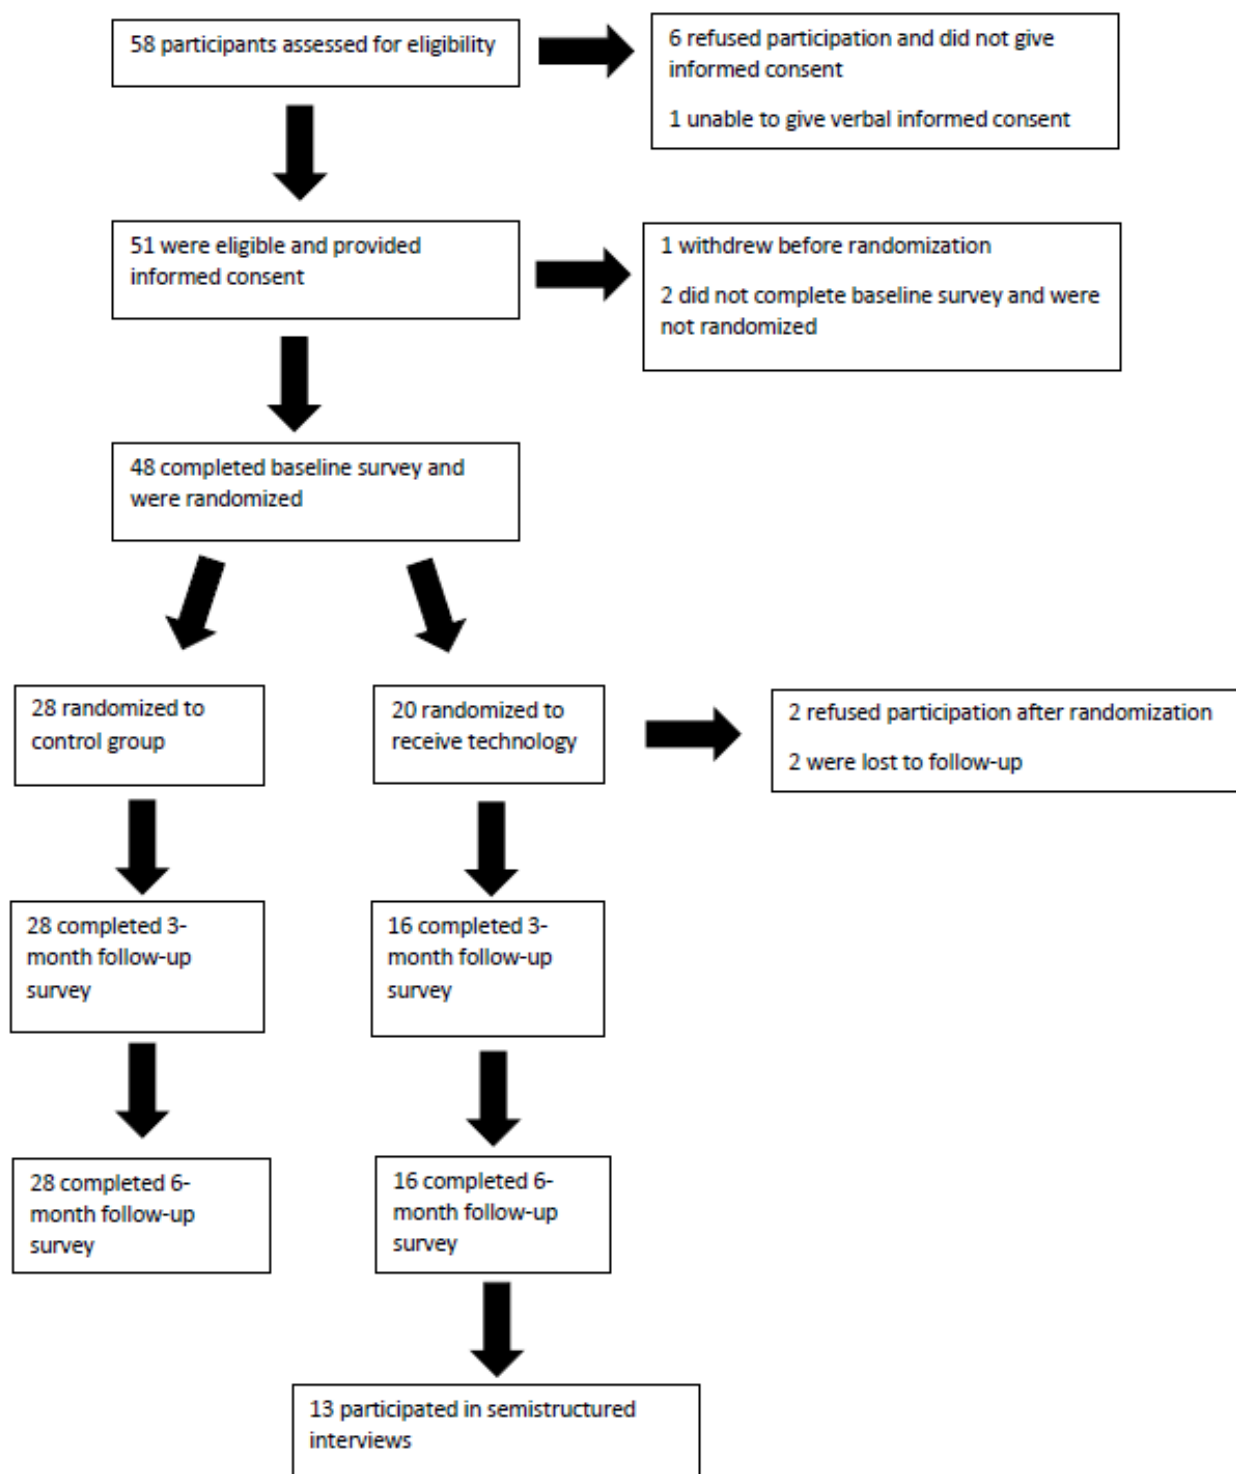 58 participants assessed for eligibility
6 refused participation and did not give
informed consent
1 unable to give verbal informed consent
51 were eligible and provided
informed consent
1 withdrew before randomization
2 did not complete baseline survey and were
not randomized
48 completed baseline survey and
were randomized
28 randomized to
control group
20 randomized to
receive technology
2 refused participation after randomization
2 were lost to follow-up
28 completed 3-
month follow-up
survey
16 completed 3-
month follow-up
survey
28 completed 6-
month follow-up
survey
16 completed 6-
month follow-up
survey
13 participated in semistructured
interviews